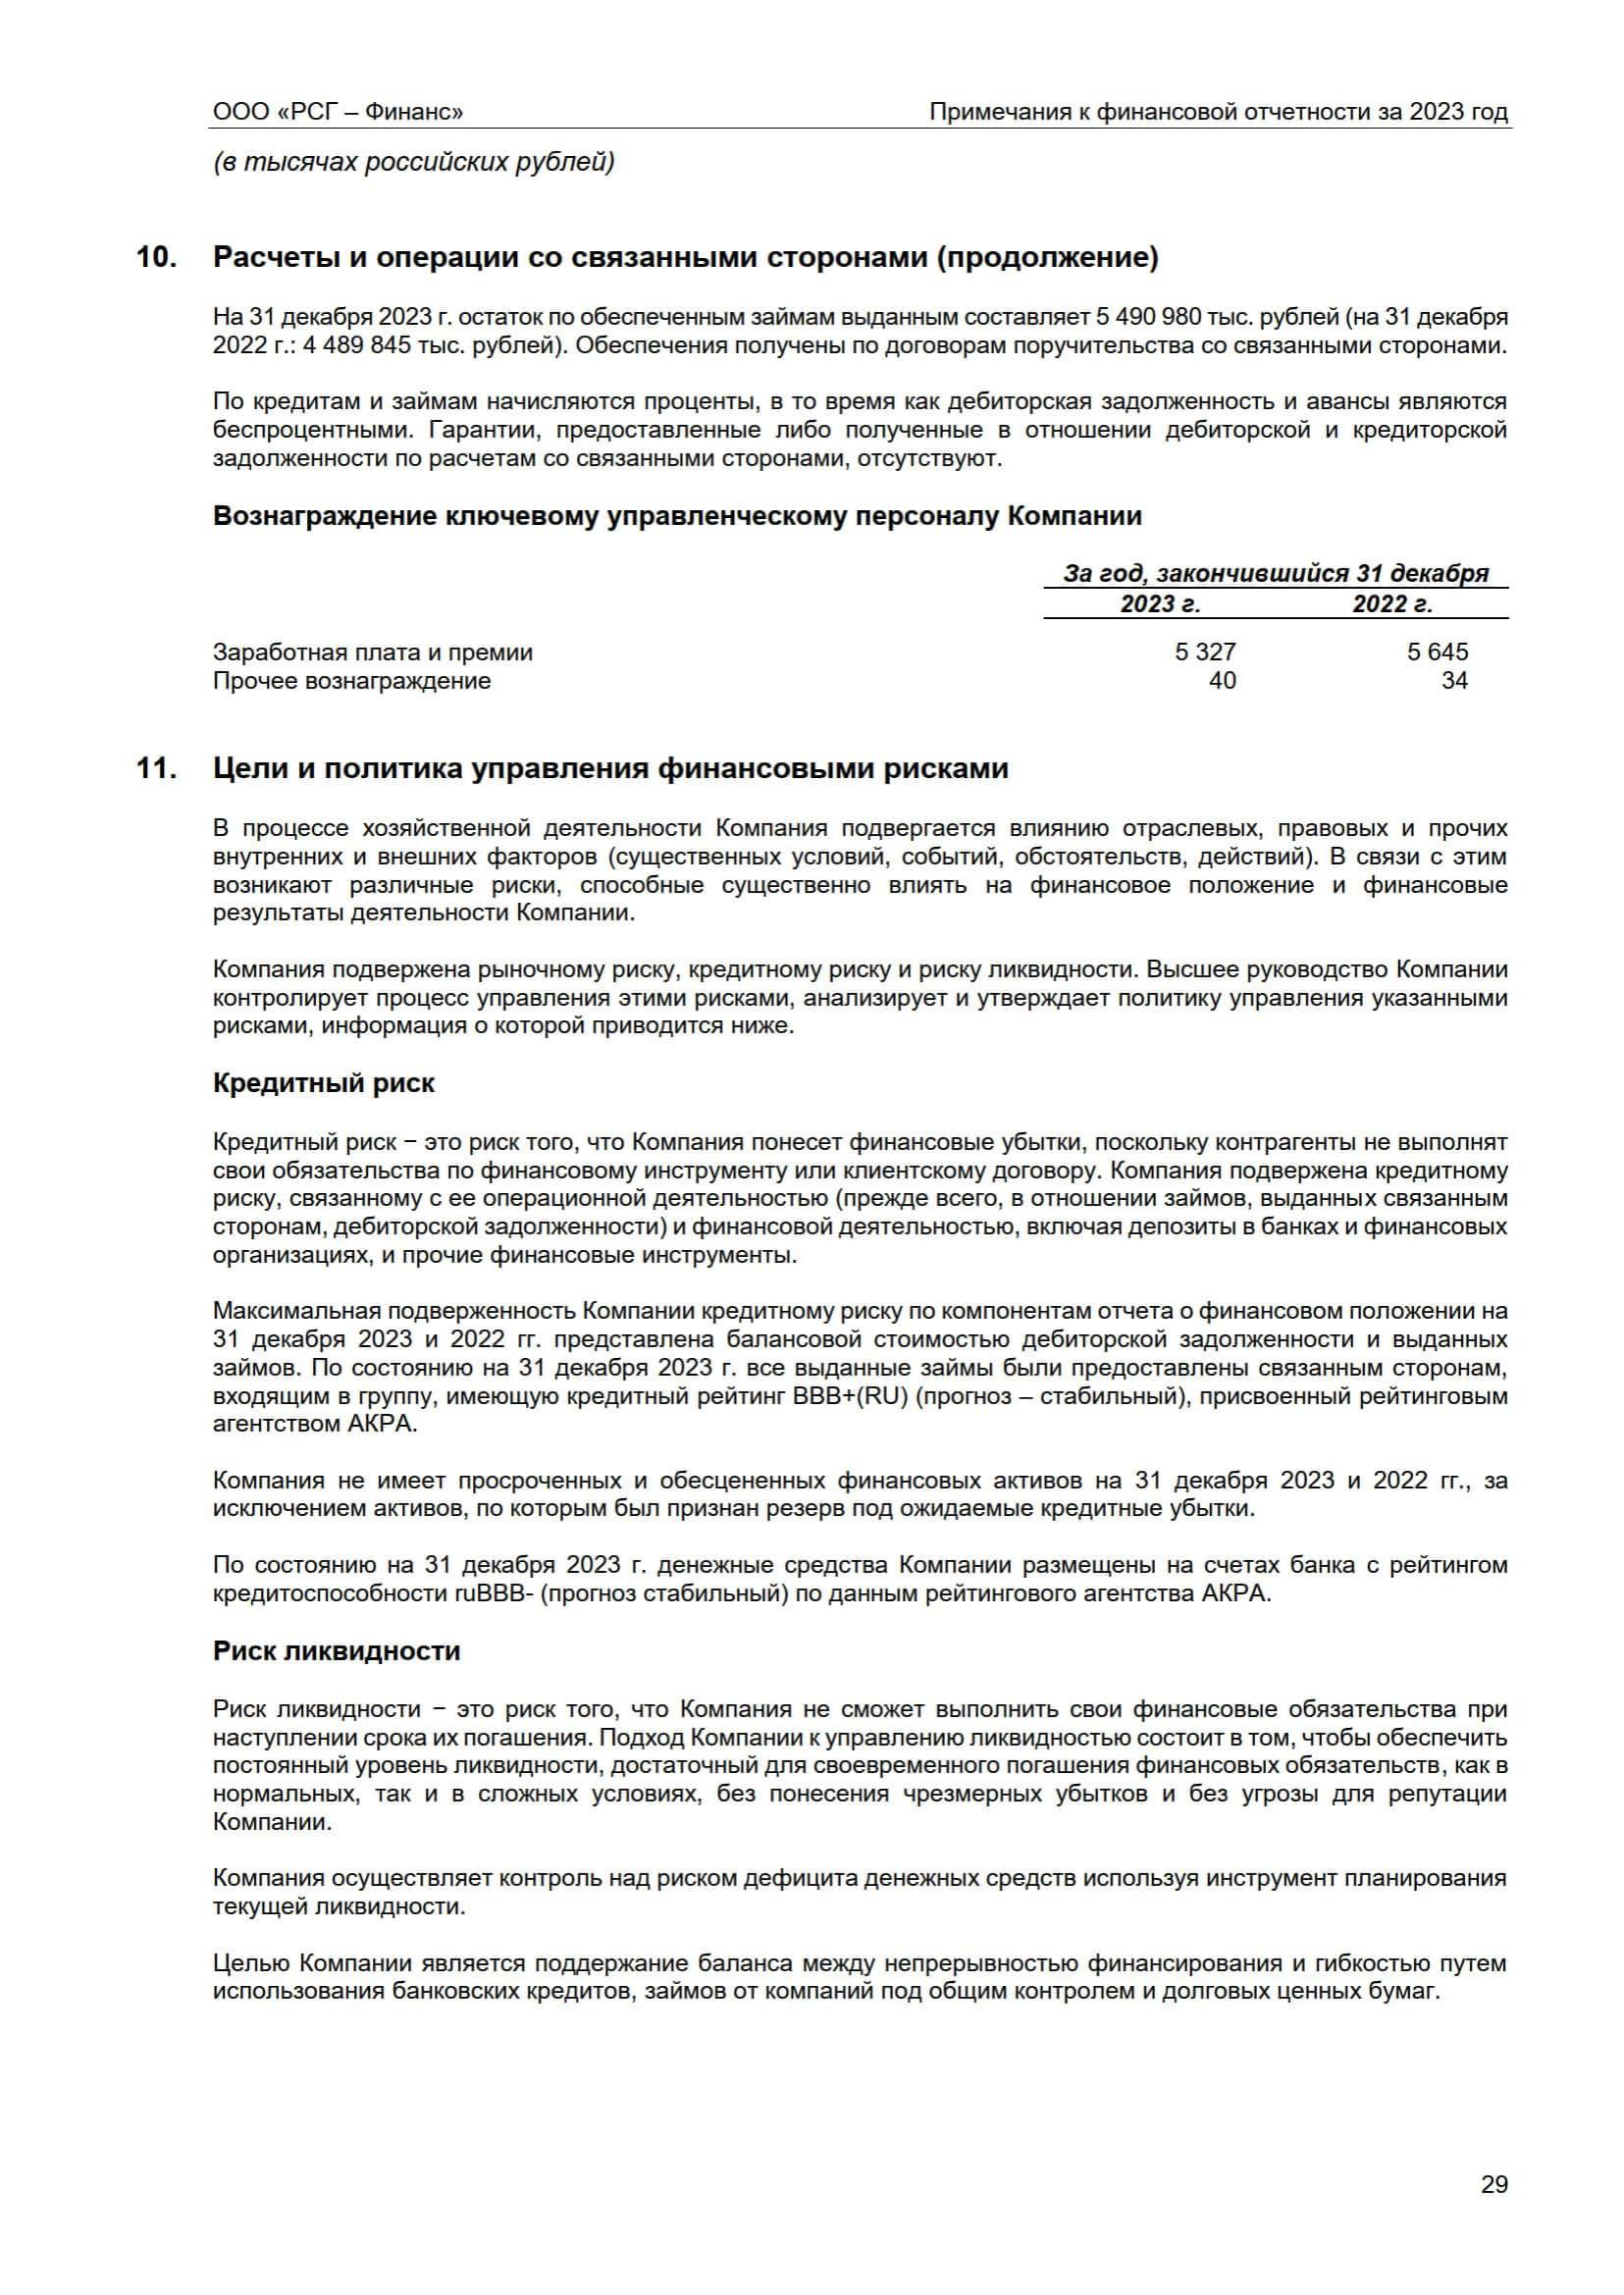 ООО «РСГ – Финанс» Примечания к финансовой отчетности за 2023 год
(в тысячах российских рублей)
10. Расчеты и операции со связанными сторонами (продолжение)
На 31 декабря 2023 г. остаток по обеспеченным займам выданным составляет 5 490 980 тыс. рублей (на 31 декабря
2022 г.: 4 489 845 тыс. рублей). Обеспечения получены по договорам поручительства со связанными сторонами.
По кредитам и займам начисляются проценты, в то время как дебиторская задолженность и авансы являются
беспроцентными. Гарантии, предоставленные либо полученные в отношении дебиторской и кредиторской
задолженности по расчетам со связанными сторонами, отсутствуют.
Вознаграждение ключевому управленческому персоналу Компании
За год, закончившийся 31 декабря
2023 г. 2022 г.
Заработная плата и премии 5 327 5 645
Прочее вознаграждение 40 34
11. Цели и политика управления финансовыми рисками
В процессе хозяйственной деятельности Компания подвергается влиянию отраслевых, правовых и прочих
внутренних и внешних факторов (существенных условий, событий, обстоятельств, действий). В связи с этим
возникают различные риски, способные существенно влиять на финансовое положение и финансовые
результаты деятельности Компании.
Компания подвержена рыночному риску, кредитному риску и риску ликвидности. Высшее руководство Компании
контролирует процесс управления этими рисками, анализирует и утверждает политику управления указанными
рисками, информация о которой приводится ниже.
Кредитный риск
Кредитный риск − это риск того, что Компания понесет финансовые убытки, поскольку контрагенты не выполнят
свои обязательства по финансовому инструменту или клиентскому договору. Компания подвержена кредитному
риску, связанному с ее операционной деятельностью (прежде всего, в отношении займов, выданных связанным
сторонам, дебиторской задолженности) и финансовой деятельностью, включая депозиты в банках и финансовых
организациях, и прочие финансовые инструменты.
Максимальная подверженность Компании кредитному риску по компонентам отчета о финансовом положении на
31 декабря 2023 и 2022 гг. представлена балансовой стоимостью дебиторской задолженности и выданных
займов. По состоянию на 31 декабря 2023 г. все выданные займы были предоставлены связанным сторонам,
входящим в группу, имеющую кредитный рейтинг BBB+(RU) (прогноз – стабильный), присвоенный рейтинговым
агентством АКРА.
Компания не имеет просроченных и обесцененных финансовых активов на 31 декабря 2023 и 2022 гг., за
исключением активов, по которым был признан резерв под ожидаемые кредитные убытки.
По состоянию на 31 декабря 2023 г. денежные средства Компании размещены на счетах банка с рейтингом
кредитоспособности ruBBB- (прогноз стабильный) по данным рейтингового агентства АКРА.
Риск ликвидности
Риск ликвидности − это риск того, что Компания не сможет выполнить свои финансовые обязательства при
наступлении срока их погашения. Подход Компании к управлению ликвидностью состоит в том, чтобы обеспечить
постоянный уровень ликвидности, достаточный для своевременного погашения финансовых обязательств, как в
нормальных, так и в сложных условиях, без понесения чрезмерных убытков и без угрозы для репутации
Компании.
Компания осуществляет контроль над риском дефицита денежных средств используя инструмент планирования
текущей ликвидности.
Целью Компании является поддержание баланса между непрерывностью финансирования и гибкостью путем
использования банковских кредитов, займов от компаний под общим контролем и долговых ценных бумаг.
29